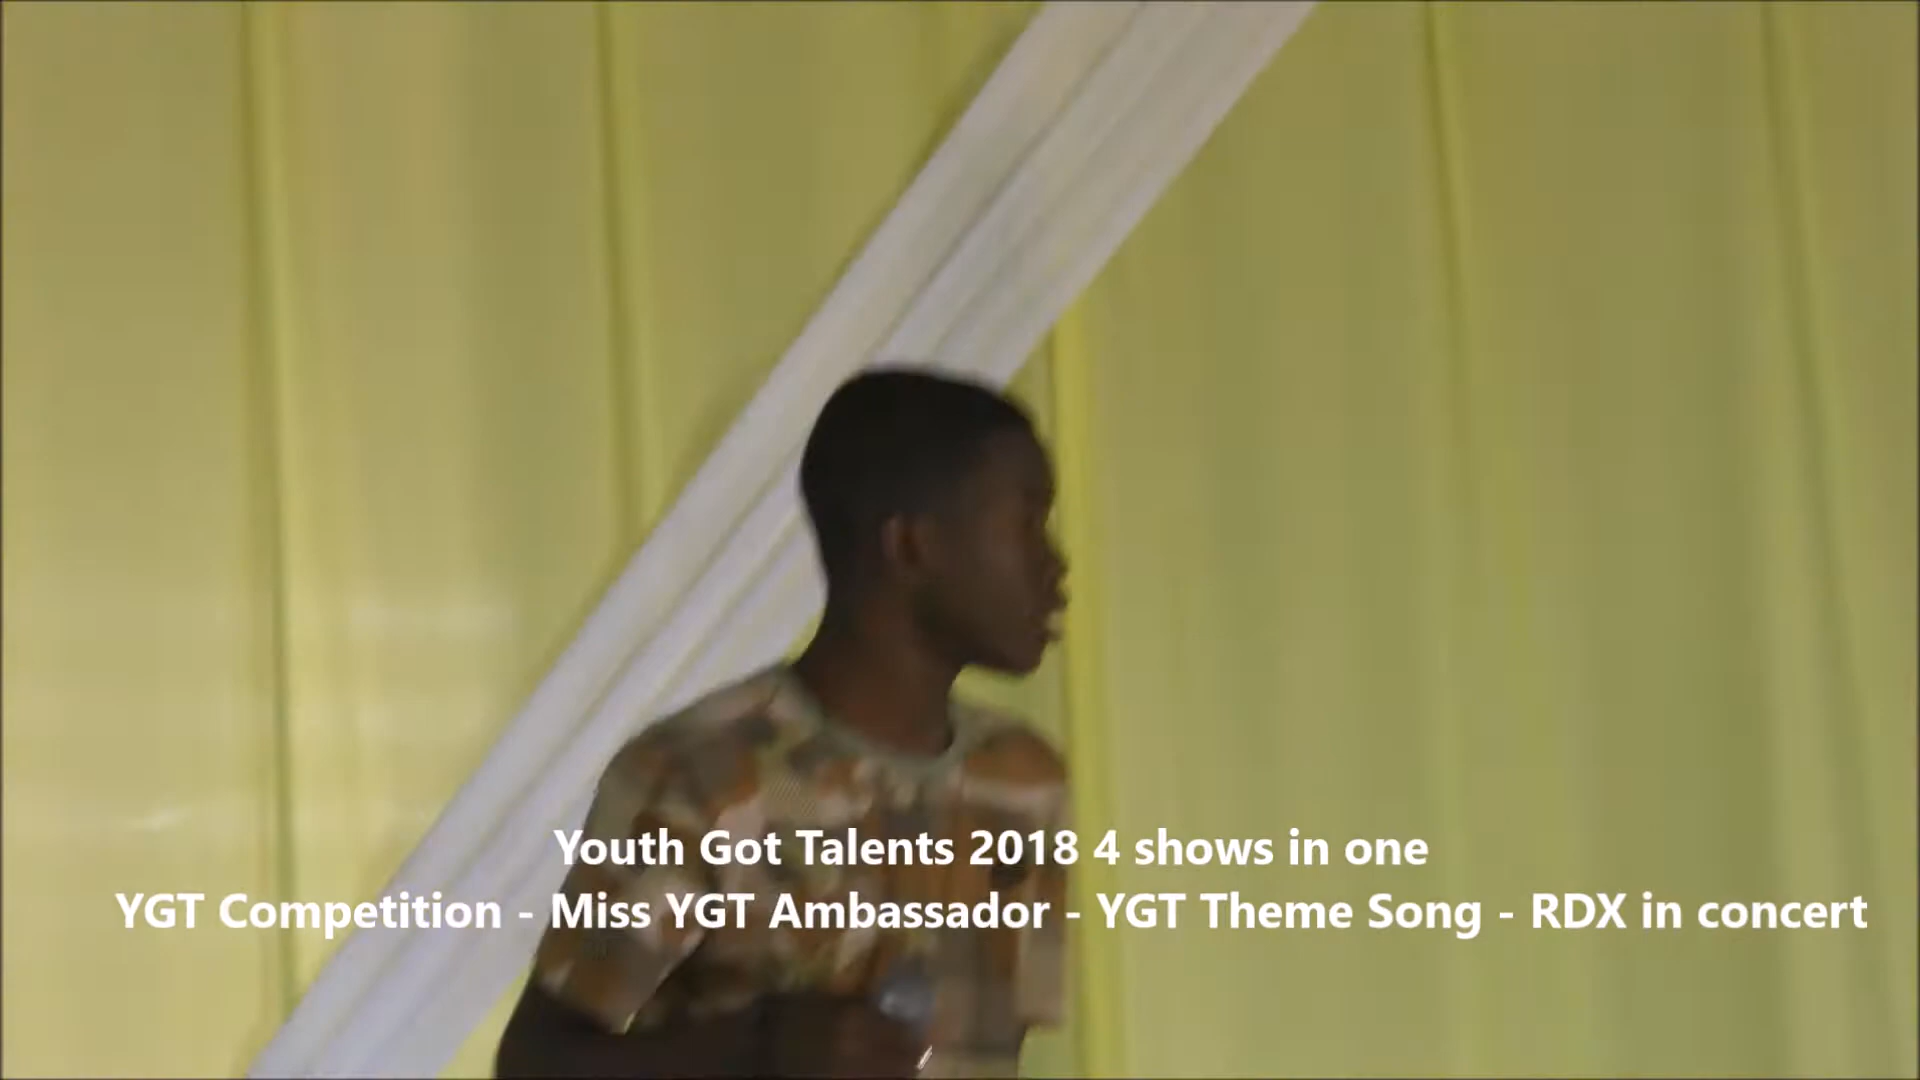 Youth Got Talents 2018 4 shows in one
YGT Competition - Miss YGT Ambassador - YGT Theme Song - RDX in concert